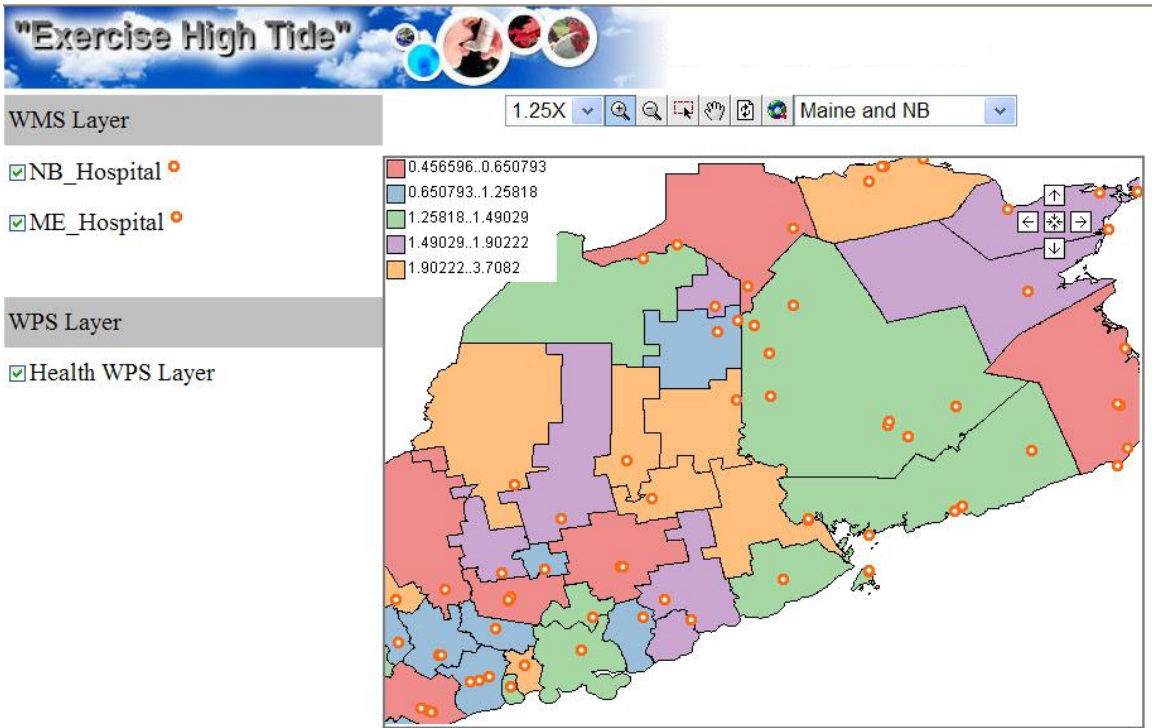 "Exercise High Tide"
WMS Layer
1.25X
Maine and NB
NB_Hospital
ME_Hospital
WPS Layer
Health WPS Layer
0.456596..0.650793
0.650793..1.25818
1.25818..1.49029
1.49029..1.90222
1.90222..3.7082